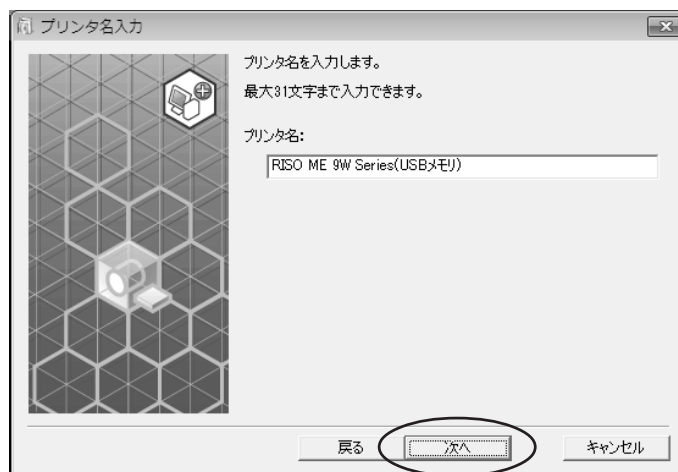 プリンタ名入力
プリンタ名を入力します。
最大31文字まで入力できます。
プリンタ名:
RISO ME 9W Series(USBメモリ)
戻る
次へ
キャンセル